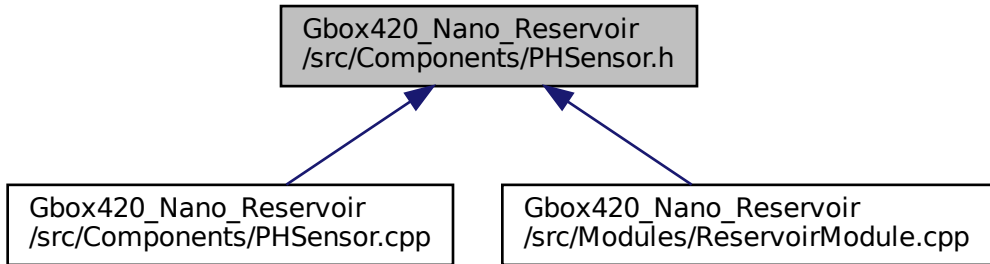 Gbox420_Nano_Reservoir
/src/Components/PHSensor.h
Gbox420_Nano_Reservoir
/src/Components/PHSensor.cpp
Gbox420_Nano_Reservoir
/src/Modules/ReservoirModule.cpp